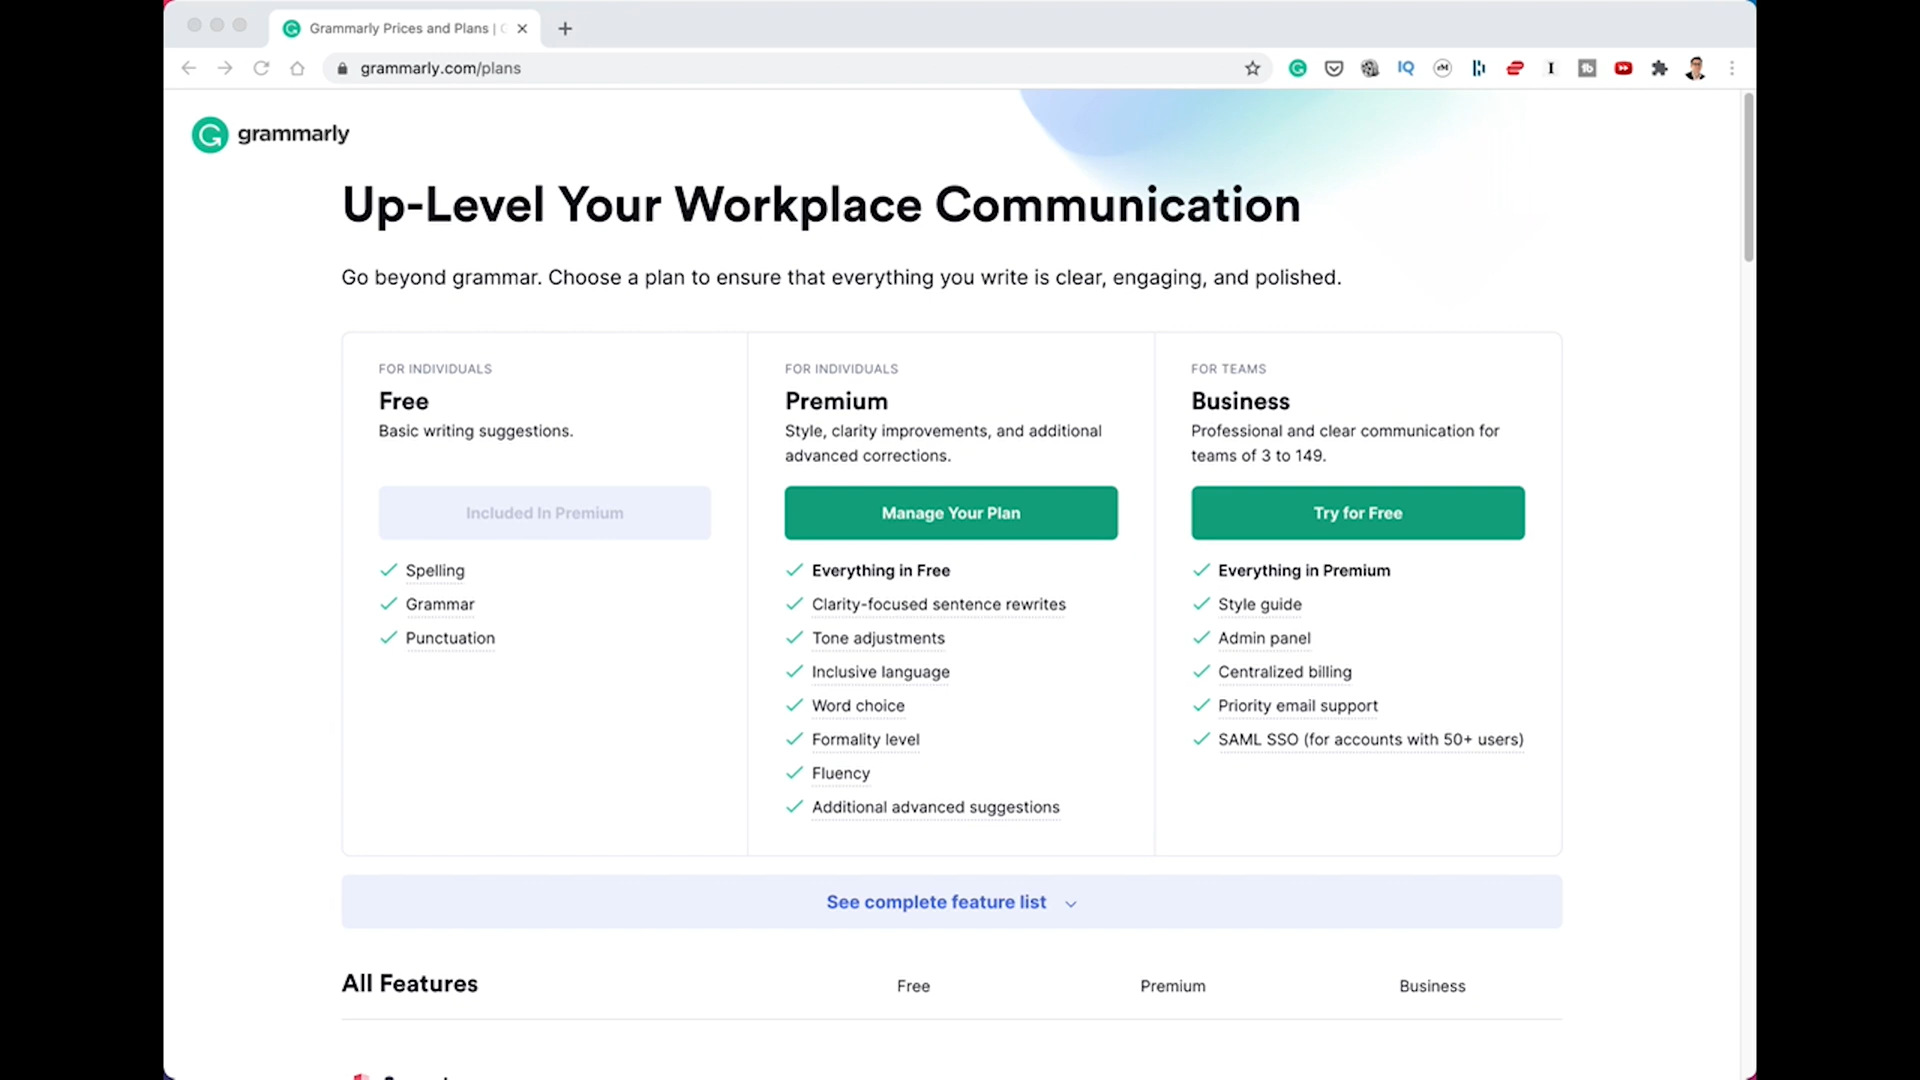 Grammarly Prices and Plans |
grammarly.com/plans
grammarly
Up-Level Your Workplace Communication
Go beyond grammar. Choose a plan to ensure that everything you write is clear, engaging, and polished.
FOR INDIVIDUALS
Free
Basic writing suggestions.
Included In Premium
Spelling
Grammar
Punctuation
FOR INDIVIDUALS
Premium
Style, clarity improvements, and additional
advanced corrections.
Manage Your Plan
Everything in Free
Clarity-focused sentence rewrites
Tone adjustments
Inclusive language
Word choice
Formality level
Fluency
Additional advanced suggestions
FOR TEAMS
Business
Professional and clear communication for
teams of 3 to 149.
Try for Free
Everything in Premium
Style guide
Admin panel
Centralized billing
Priority email support
SAML SSO (for accounts with 50+ users)
See complete feature list
All Features Free Premium Business